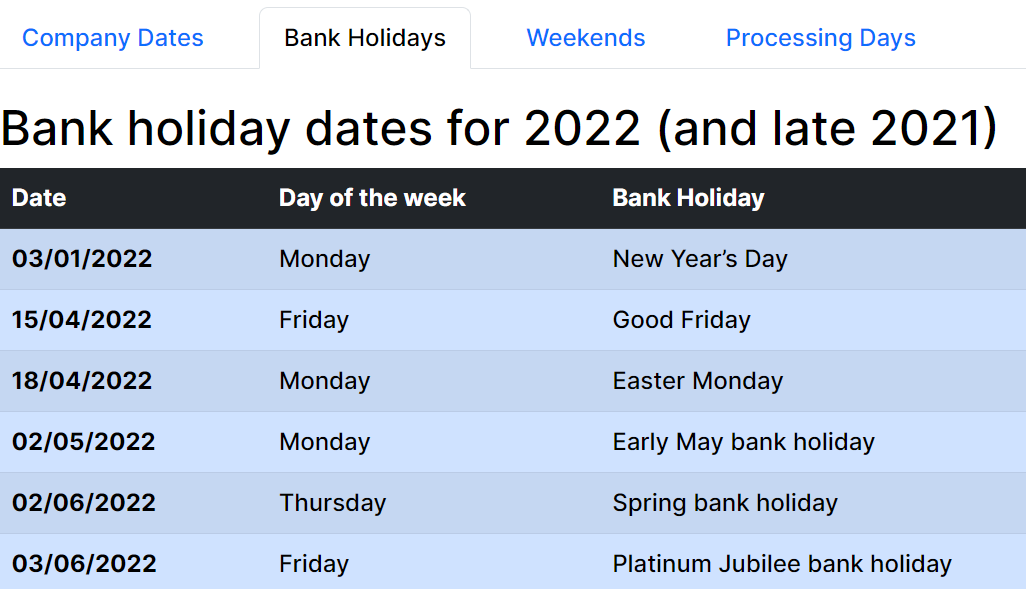 Company Dates Bank Holidays Weekends Processing Days
Bank holiday dates for 2022 (and late 2021)
Date Day of the week Bank Holiday
03/01/2022 Monday New Year’s Day
15/04/2022 Friday Good Friday
18/04/2022 Monday Easter Monday
02/05/2022 Monday Early May bank holiday
02/06/2022 Thursday Spring bank holiday
03/06/2022 Friday Platinum Jubilee bank holiday